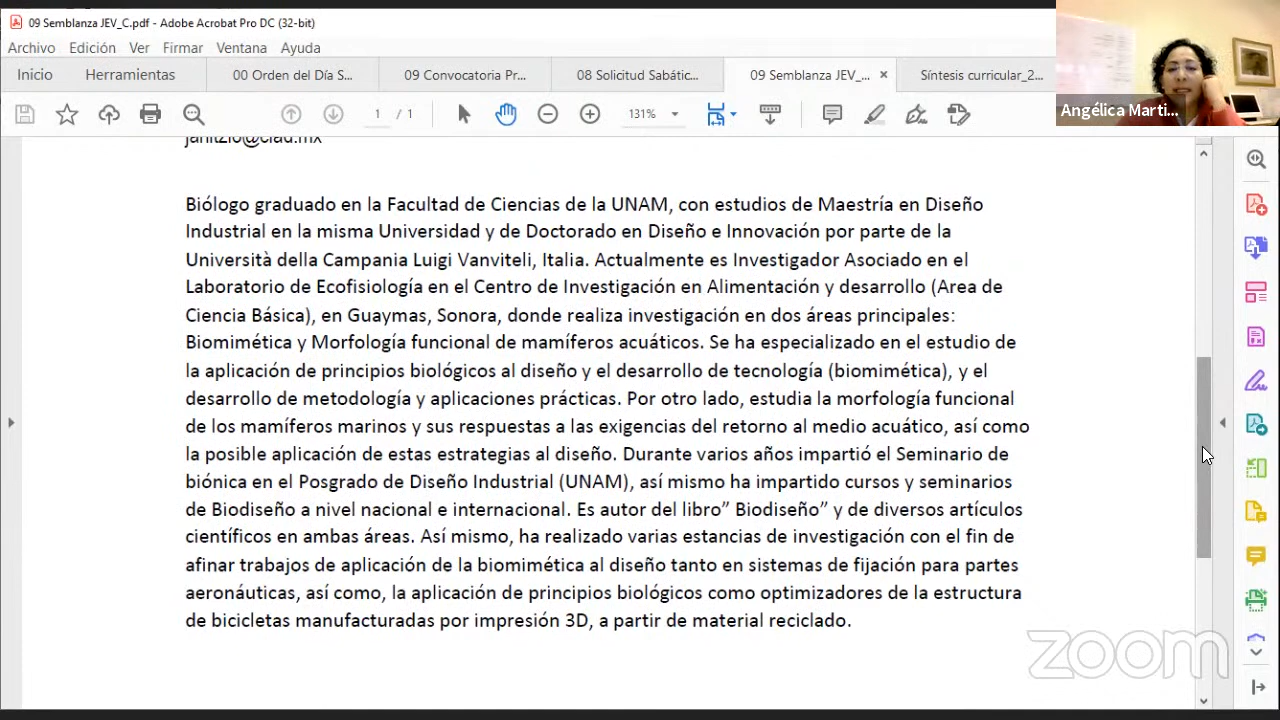 09 Semblanza JEV_C.pdf - Adobe Acrobat Pro DC (32-bit)
Archivo Edición Ver Firmar Ventana Ayuda
Inicio Herramientas 00 Orden del Día S... 09 Convocatoria Pr... 08 Solicitud Sabátic... 09 Semblanza JEV_... × Síntesis curricular_2...
1 / 1 131%
Angélica Marti...
janitzio@ciad.mx
Biólogo graduado en la Facultad de Ciencias de la UNAM, con estudios de Maestría en Diseño
Industrial en la misma Universidad y de Doctorado en Diseño e Innovación por parte de la
Università della Campania Luigi Vanviteli, Italia. Actualmente es Investigador Asociado en el
Laboratorio de Ecofisiología en el Centro de Investigación en Alimentación y desarrollo (Area de
Ciencia Básica), en Guaymas, Sonora, donde realiza investigación en dos áreas principales:
Biomimética y Morfología funcional de mamíferos acuáticos. Se ha especializado en el estudio de
la aplicación de principios biológicos al diseño y el desarrollo de tecnología (biomimética), y el
desarrollo de metodología y aplicaciones prácticas. Por otro lado, estudia la morfología funcional
de los mamíferos marinos y sus respuestas a las exigencias del retorno al medio acuático, así como
la posible aplicación de estas estrategias al diseño. Durante varios años impartió el Seminario de
biónica en el Posgrado de Diseño Industrial (UNAM), así mismo ha impartido cursos y seminarios
de Biodiseño a nivel nacional e internacional. Es autor del libro” Biodiseño” y de diversos artículos
científicos en ambas áreas. Así mismo, ha realizado varias estancias de investigación con el fin de
afinar trabajos de aplicación de la biomimética al diseño tanto en sistemas de fijación para partes
aeronáuticas, así como, la aplicación de principios biológicos como optimizadores de la estructura
de bicicletas manufacturadas por impresión 3D, a partir de material reciclado.
zoom